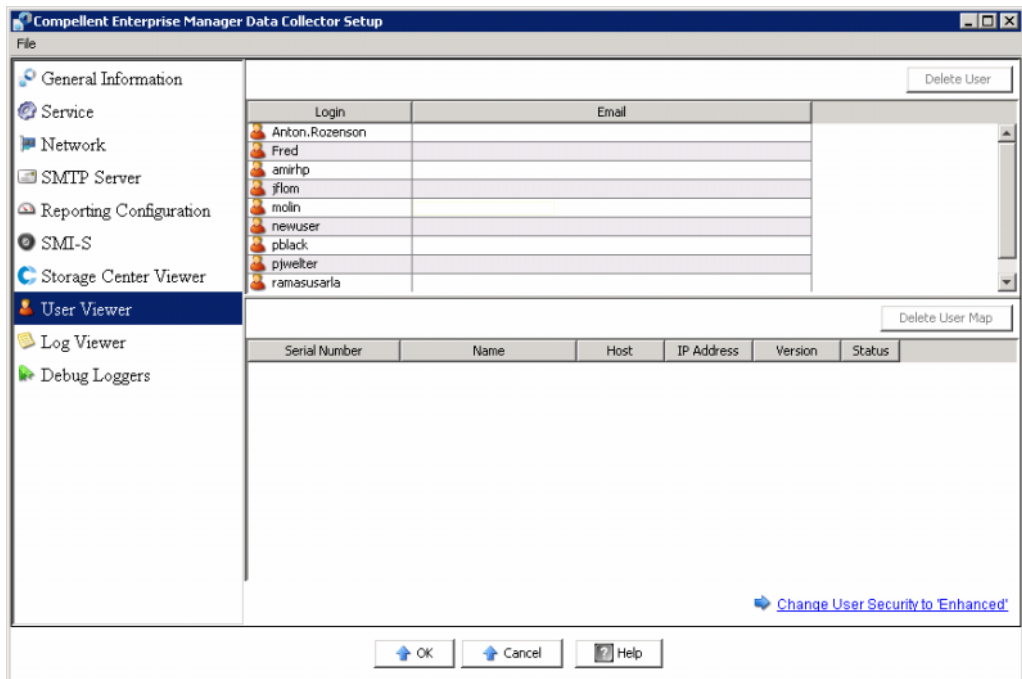 Compellent Enterprise Manager Data Collector Setup
File
General Information
Service
Network
SMTP Server
Reporting Configuration
SMI-S
Storage Center Viewer
User Viewer
Log Viewer
Debug Loggers
Delete User
Login Email
Anton.Rozenson
Fred
amirhp
jflom
molin
newuser
pblack
pjwelter
ramasusarla
Delete User Map
Serial Number Name Host IP Address Version Status
Change User Security to 'Enhanced'
OK Cancel ? Help